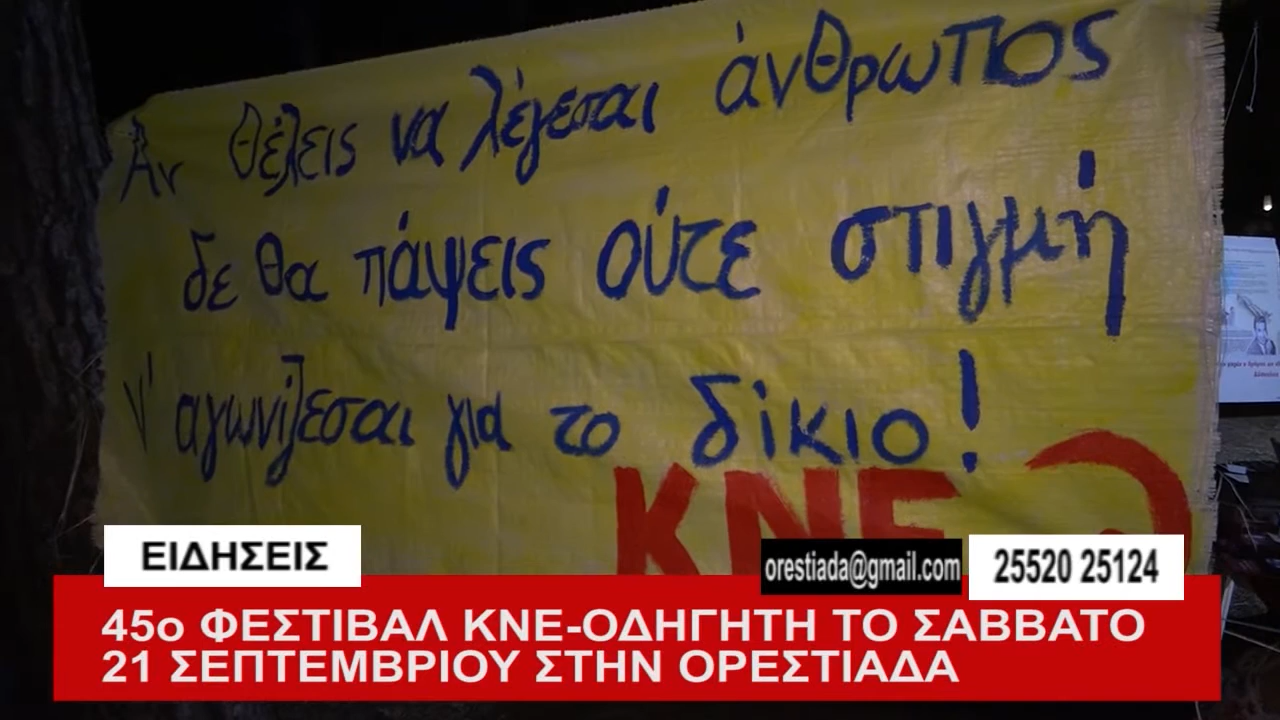 Αν θέλεις να λέγεσαι άνθρωπος
δε θα πάψεις ούτε στιγμή
ν' αγωνίζεσαι για το δίκιο!
ΚΝΕ
ΕΙΔΗΣΕΙΣ
orestiada@gmail.com
25520 25124
45ο ΦΕΣΤΙΒΑΛ ΚΝΕ-ΟΔΗΓΗΤΗ ΤΟ ΣΑΒΒΑΤΟ
21 ΣΕΠΤΕΜΒΡΙΟΥ ΣΤΗΝ ΟΡΕΣΤΙΑΔΑ